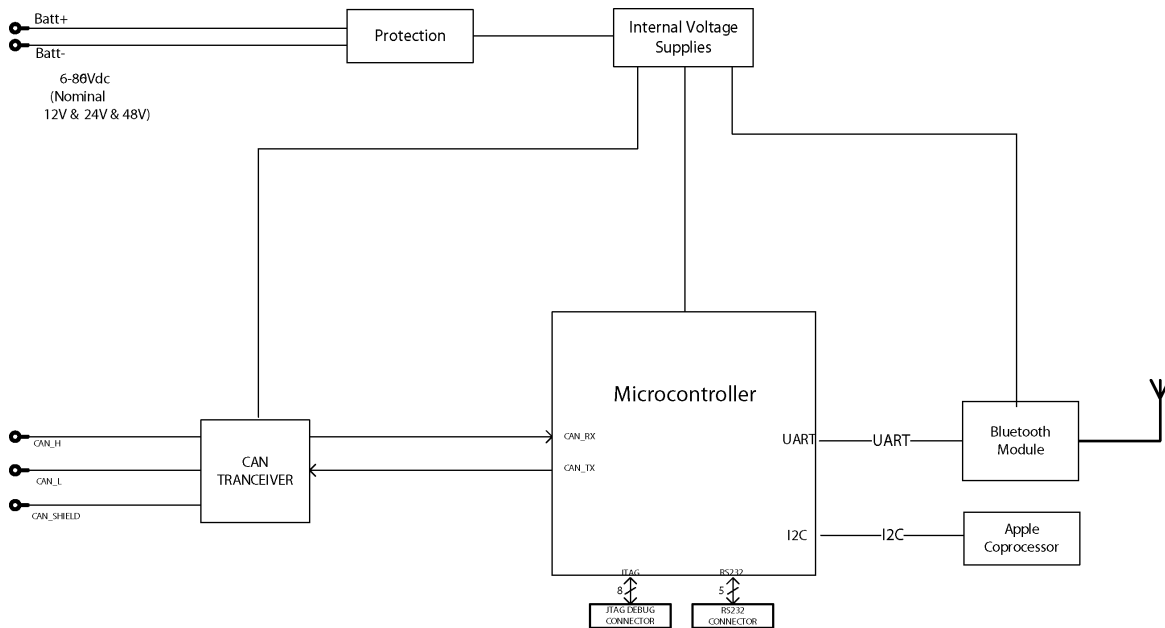 Batt+
Batt-
6-80Vdc
(Nominal
12V & 24V & 48V)
Protection
Internal Voltage
Supplies
Microcontroller
CAN_H
CAN_L
CAN_SHIELD
CAN
TRANCEIVER
CAN_RX
CAN_TX
UART
UART
Bluetooth
Module
I2C
I2C
Apple
Coprocessor
JTAG
RS232
8
5
JTAG DEBUG
CONNECTOR
RS232
CONNECTOR